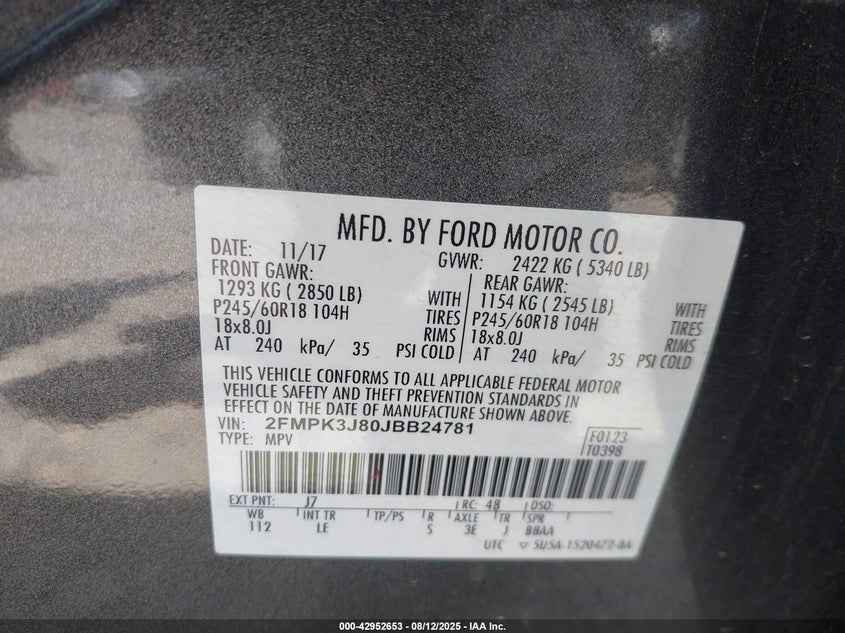 MFD. BY FORD MOTOR CO.
DATE: 11/17 GVWR: 2422 KG ( 5340 LB)
FRONT GAWR: REAR GAWR:
1293 KG ( 2850 LB) WITH 1154 KG ( 2545 LB) WITH
P245/60R18 104H TIRES P245/60R18 104H TIRES
18x8.0J RIMS 18x8.0J RIMS
AT 240 kPa/ 35 PSI COLD AT 240 kPa/ 35 PSI COLD
THIS VEHICLE CONFORMS TO ALL APPLICABLE FEDERAL MOTOR
VEHICLE SAFETY AND THEFT PREVENTION STANDARDS IN
EFFECT ON THE DATE OF MANUFACTURE SHOWN ABOVE.
VIN: 2FMPK3J80JBB24781
TYPE: MPV F0123
T0398
EXT PNT: J7 RC: 48 DSO:
WB INT TR TP/PS R AXLE TR SPR
112 LE S 3E J BBAA
UTC 5U5A-1520472-BA
000-42952653 - 08/12/2025 - IAA Inc.